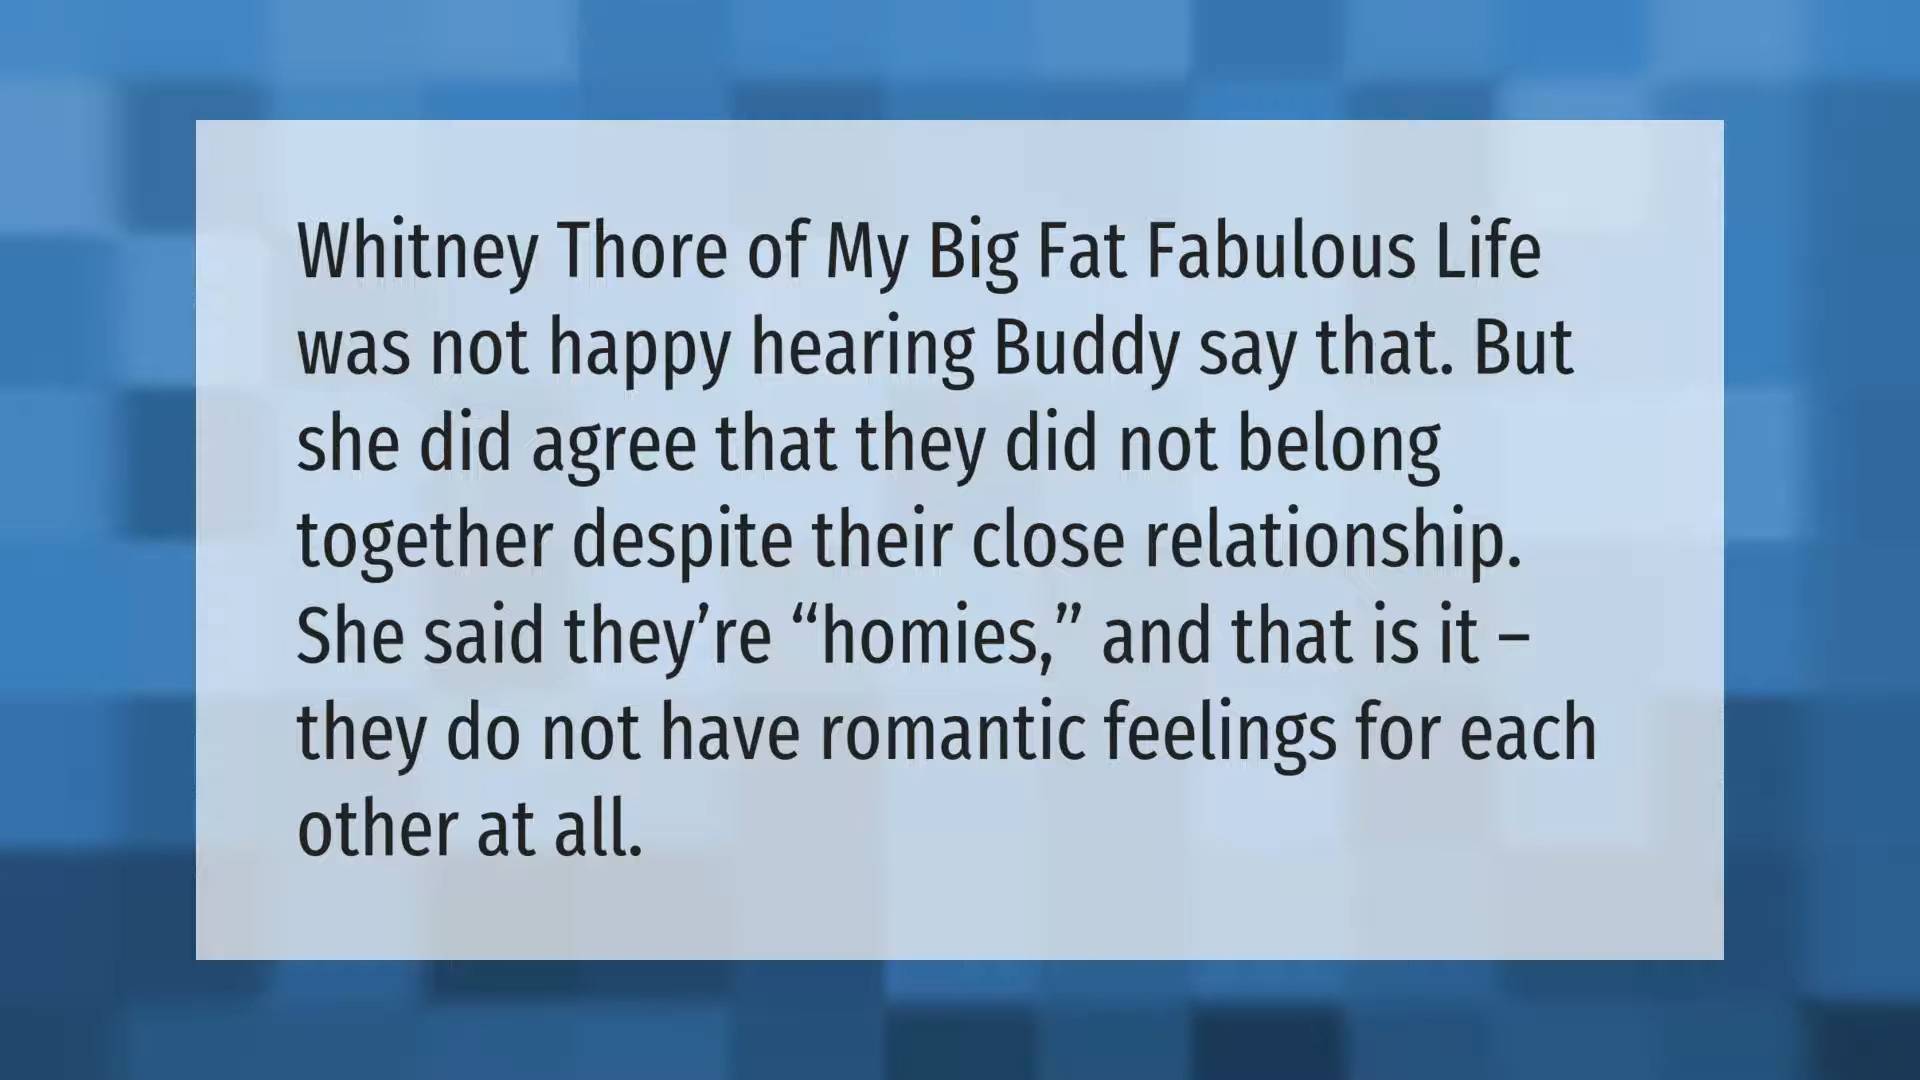 Whitney Thore of My Big Fat Fabulous Life
was not happy hearing Buddy say that. But
she did agree that they did not belong
together despite their close relationship.
She said they’re “homies,” and that is it –
they do not have romantic feelings for each
other at all.